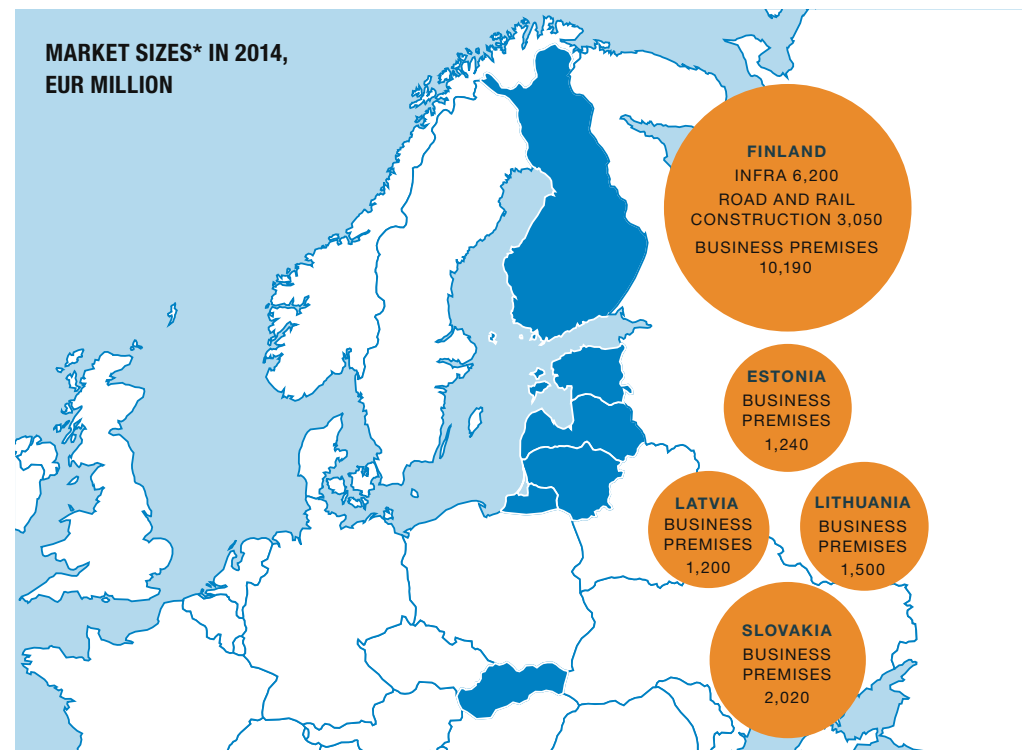 MARKET SIZES* IN 2014,
EUR MILLION
FINLAND
INFRA 6,200
ROAD AND RAIL
CONSTRUCTION 3,050
BUSINESS PREMISES
10,190
ESTONIA
BUSINESS
PREMISES
1,240
LATVIA
BUSINESS
PREMISES
1,200
LITHUANIA
BUSINESS
PREMISES
1,500
SLOVAKIA
BUSINESS
PREMISES
2,020